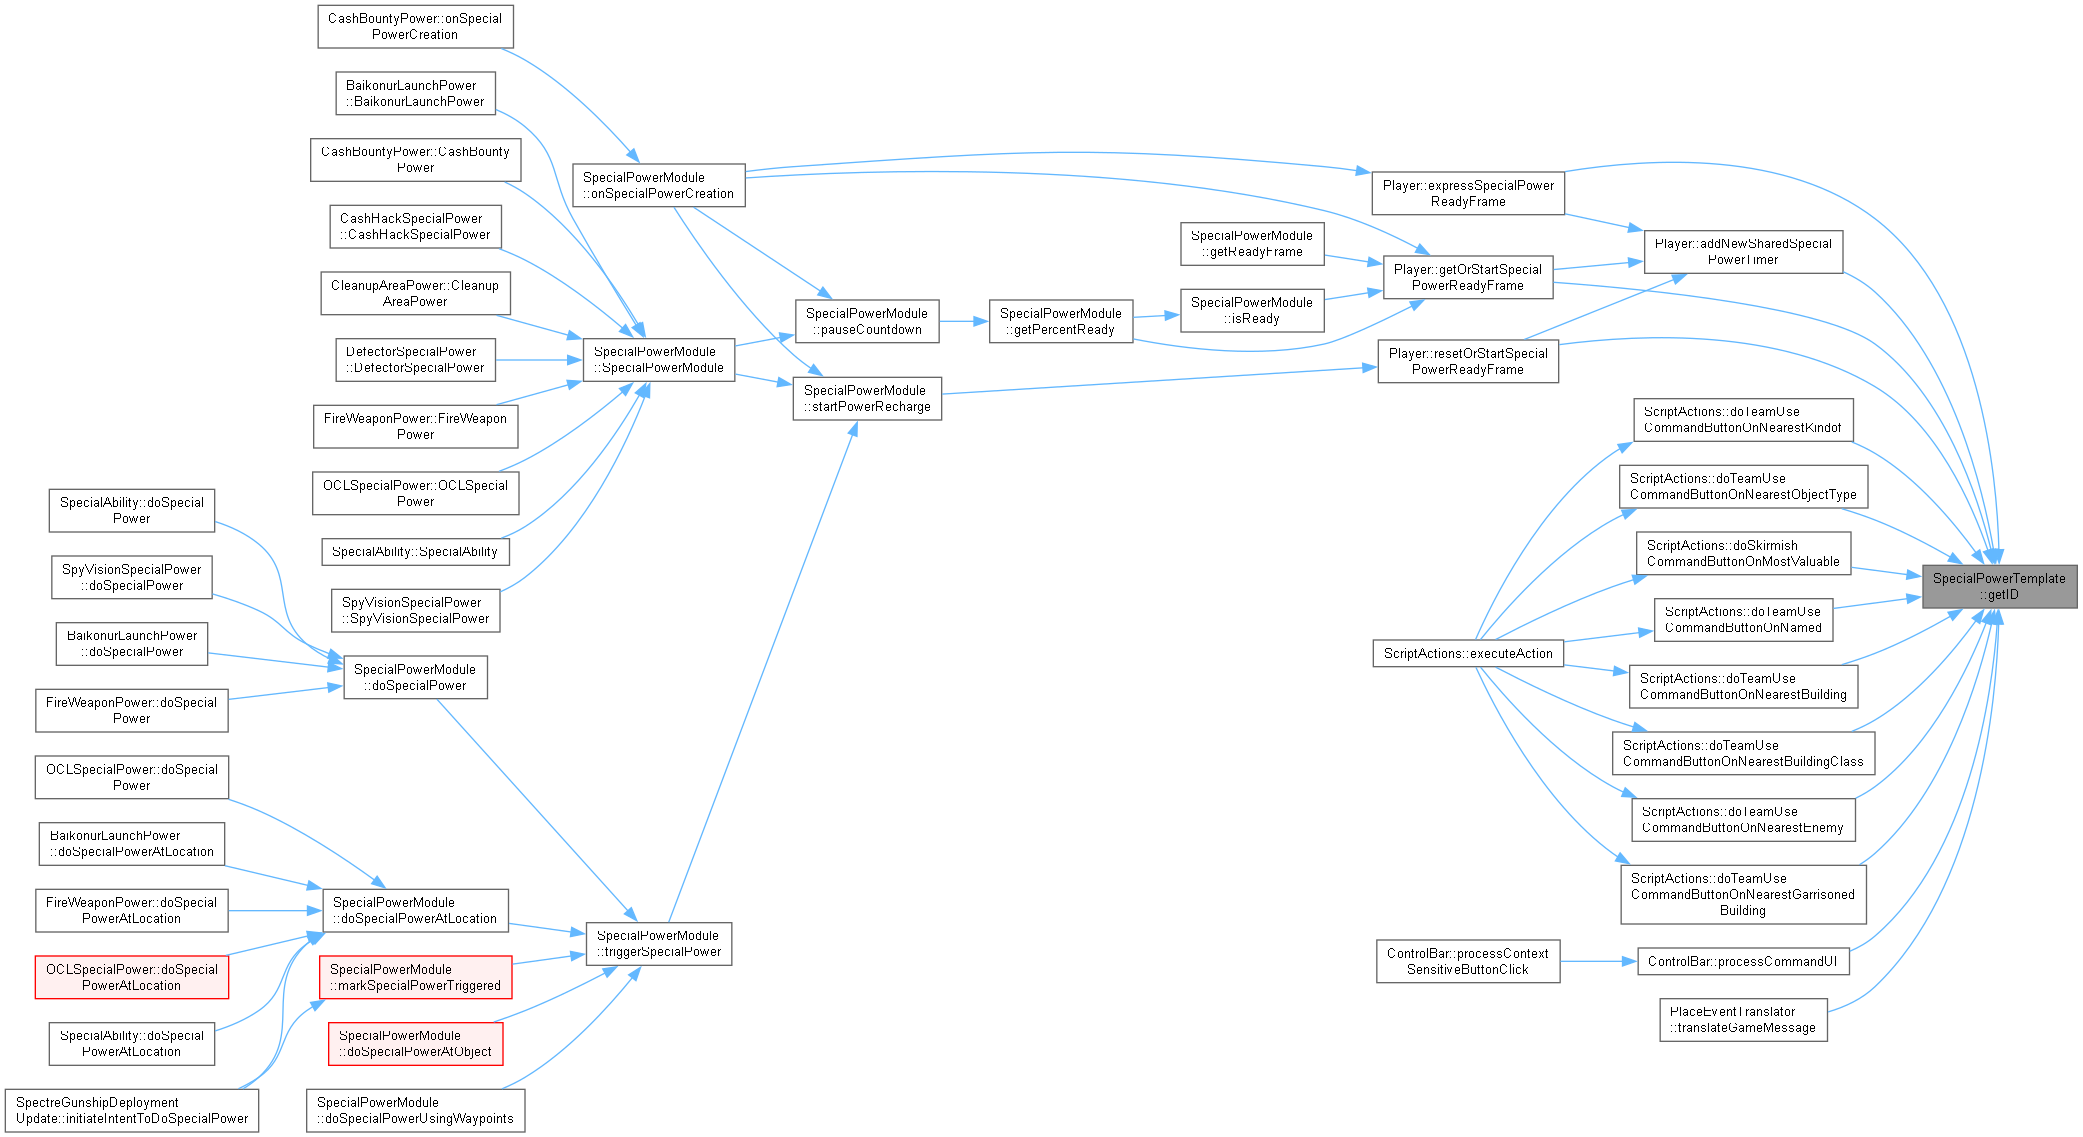 CashBountyPower::onSpecial
PowerCreation
BaikonurLaunchPower
::BaikonurLaunchPower
CashBountyPower::CashBounty
Power
CashHackSpecialPower
::CashHackSpecialPower
CleanupAreaPower::Cleanup
AreaPower
DefectorSpecialPower
::DefectorSpecialPower
FireWeaponPower::FireWeapon
Power
OCLSpecialPower::OCLSpecial
Power
SpecialAbility::SpecialAbility
SpyVisionSpecialPower
::SpyVisionSpecialPower
SpecialAbility::doSpecial
Power
SpyVisionSpecialPower
::doSpecialPower
BaikonurLaunchPower
::doSpecialPower
FireWeaponPower::doSpecial
Power
OCLSpecialPower::doSpecial
Power
BaikonurLaunchPower
::doSpecialPowerAtLocation
FireWeaponPower::doSpecial
PowerAtLocation
OCLSpecialPower::doSpecial
PowerAtLocation
SpecialAbility::doSpecial
PowerAtLocation
SpectreGunshipDeployment
Update::initiateIntentToDoSpecialPower
SpecialPowerModule
::doSpecialPower
SpecialPowerModule
::doSpecialPowerAtLocation
SpecialPowerModule
::markSpecialPowerTriggered
SpecialPowerModule
::doSpecialPowerAtObject
SpecialPowerModule
::doSpecialPowerUsingWaypoints
SpecialPowerModule
::onSpecialPowerCreation
SpecialPowerModule
::SpecialPowerModule
SpecialPowerModule
::triggerSpecialPower
SpecialPowerModule
::pauseCountdown
SpecialPowerModule
::startPowerRecharge
SpecialPowerModule
::getPercentReady
SpecialPowerModule
::getReadyFrame
SpecialPowerModule
::isReady
Player::expressSpecialPower
ReadyFrame
Player::getOrStartSpecial
PowerReadyFrame
Player::resetOrStartSpecial
PowerReadyFrame
Player::addNewSharedSpecial
PowerTimer
ScriptActions::executeAction
ControlBar::processContext
SensitiveButtonClick
ScriptActions::doTeamUse
CommandButtonOnNearestKindof
ScriptActions::doTeamUse
CommandButtonOnNearestObjectType
ScriptActions::doSkirmish
CommandButtonOnMostValuable
ScriptActions::doTeamUse
CommandButtonOnNamed
ScriptActions::doTeamUse
CommandButtonOnNearestBuilding
ScriptActions::doTeamUse
CommandButtonOnNearestBuildingClass
ScriptActions::doTeamUse
CommandButtonOnNearestEnemy
ScriptActions::doTeamUse
CommandButtonOnNearestGarrisoned
Building
ControlBar::processCommandUI
PlaceEventTranslator
::translateGameMessage
SpecialPowerTemplate
::getID